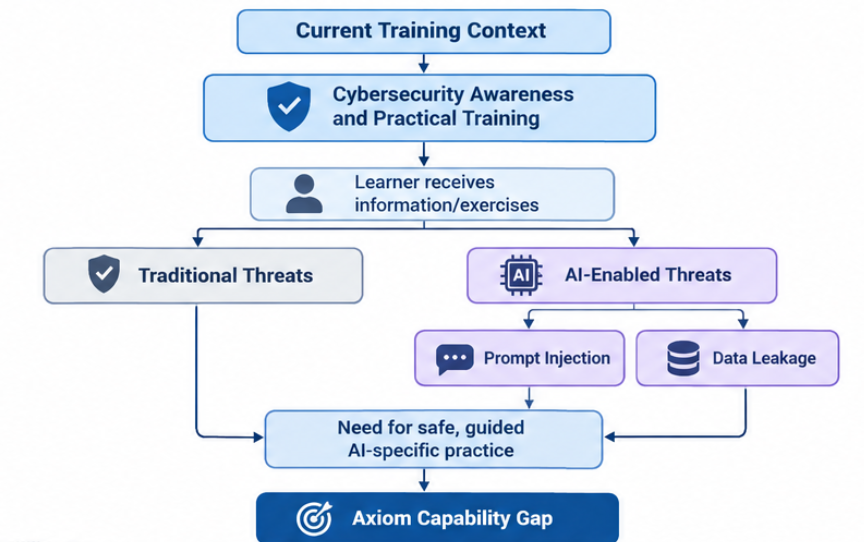 Current Training Context
Cybersecurity Awareness
and Practical Training
Learner receives
information/exercises
Traditional Threats
AI
AI-Enabled Threats
Prompt Injection
Data Leakage
Need for safe, guided
AI-specific practice
Axiom Capability Gap